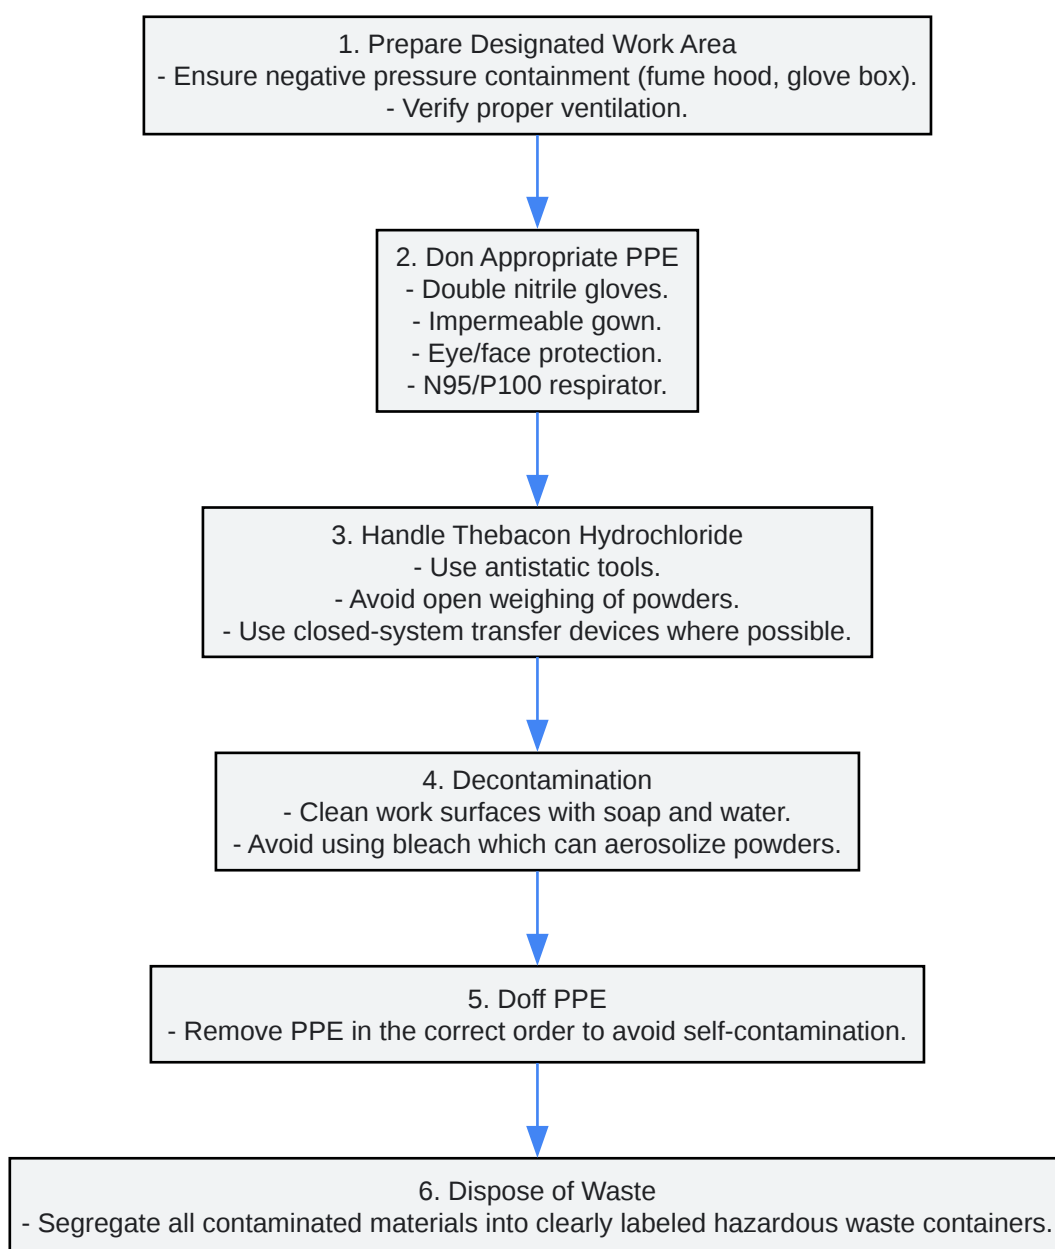 1. Prepare Designated Work Area
- Ensure negative pressure containment (fume hood, glove box).
- Verify proper ventilation.
2. Don Appropriate PPE
- Double nitrile gloves.
- Impermeable gown.
- Eye/face protection.
- N95/P100 respirator.
3. Handle Thebacon Hydrochloride
- Use antistatic tools.
- Avoid open weighing of powders.
- Use closed-system transfer devices where possible.
4. Decontamination
- Clean work surfaces with soap and water.
- Avoid using bleach which can aerosolize powders.
5. Doff PPE
- Remove PPE in the correct order to avoid self-contamination.
6. Dispose of Waste
- Segregate all contaminated materials into clearly labeled hazardous waste containers.